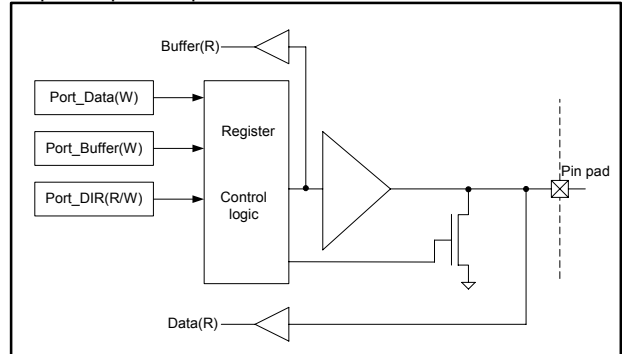 Buffer(R)
Port_Data(W)
Port_Buffer(W)
Port_DIR(R/W)
Register
Control
logic
Pin pad
Data(R)